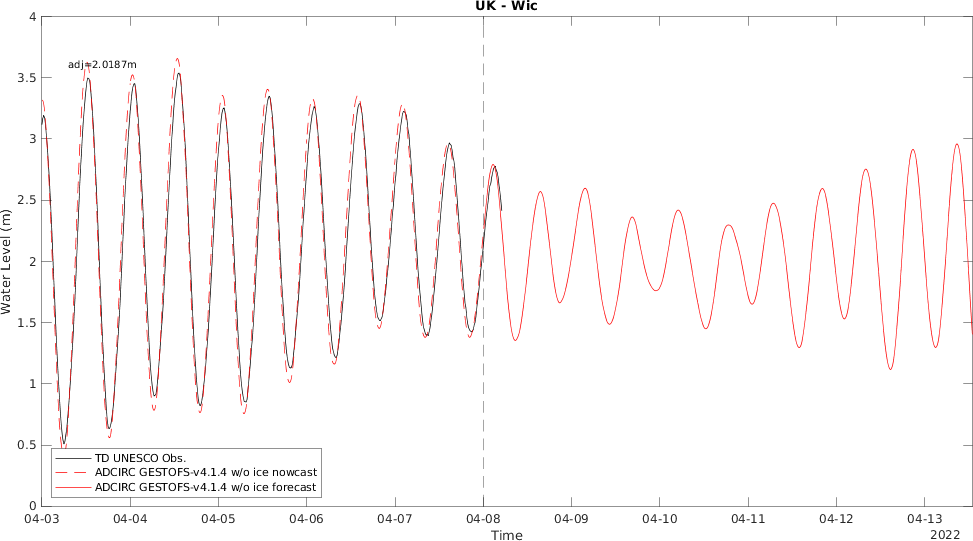 UK - Wic
4
3.5
3
2.5
2
1.5
1
0.5
0
Water Level (m)
adj=2.0187m
TD UNESCO Obs.
ADCIRC GESTOFS-v4.1.4 w/o ice nowcast
ADCIRC GESTOFS-v4.1.4 w/o ice forecast
04-03 04-04 04-05 04-06 04-07 04-08 04-09 04-10 04-11 04-12 04-13
Time
2022